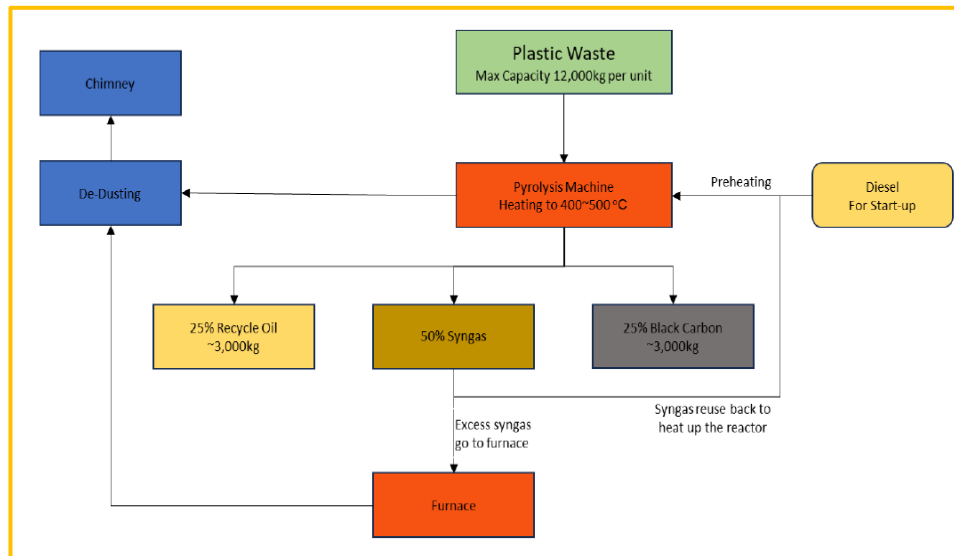 Plastic Waste
Max Capacity 12,000kg per unit
Chimney
De-Dusting
Pyrolysis Machine
Heating to 400~500 °C
Preheating
Diesel
For Start-up
25% Recycle Oil
~3,000kg
50% Syngas
25% Black Carbon
~3,000kg
Excess syngas
go to furnace
Syngas reuse back to
heat up the reactor
Furnace